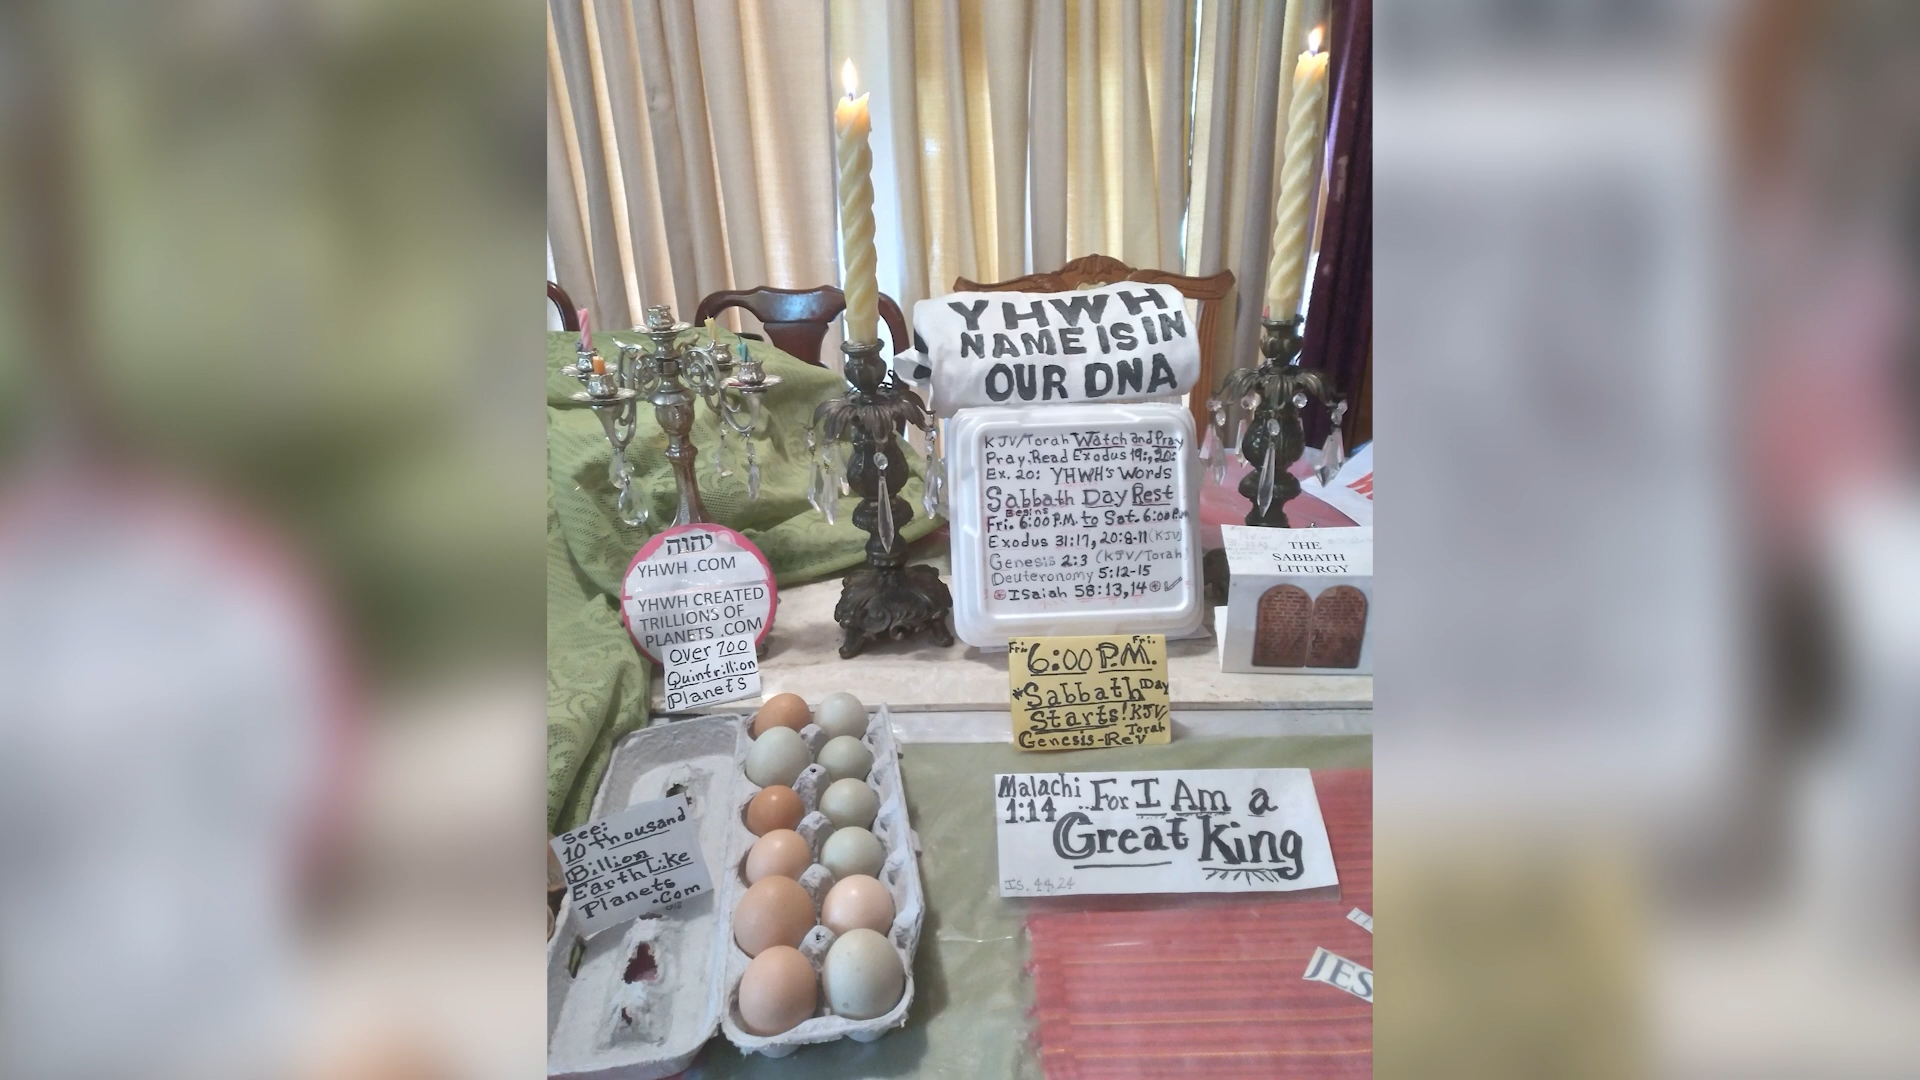 YHWH
NAME IS IN
OUR DNA
KJV/Torah Watch and Pray
Pray, Read Exodus 19:, 20:
Ex. 20: YHWH's Words
Sabbath Day Rest
Begins
Fri. 6:00 P.M. to Sat. 6:00 P.M.
Exodus 31:17, 20:8-11 (KJV)
Genesis 2:3 (KJV/Torah
Deuteronomy 5:12-15
Isaiah 58:13,14
THE
SABBATH
LITURGY
יהוה
YHWH .COM
YHWH CREATED
TRILLIONS OF
PLANETS .COM
Over 700
Quintrillion
Planets
Fri. 6:00 P.M. Fri.
*Sabbath Day
Starts! KJV/
Genesis-Rev Torah
See:
10 Thousand
Billion
Earth Like
Planets
.Com
Malachi
1:14 ..For I Am a
Great King
JES